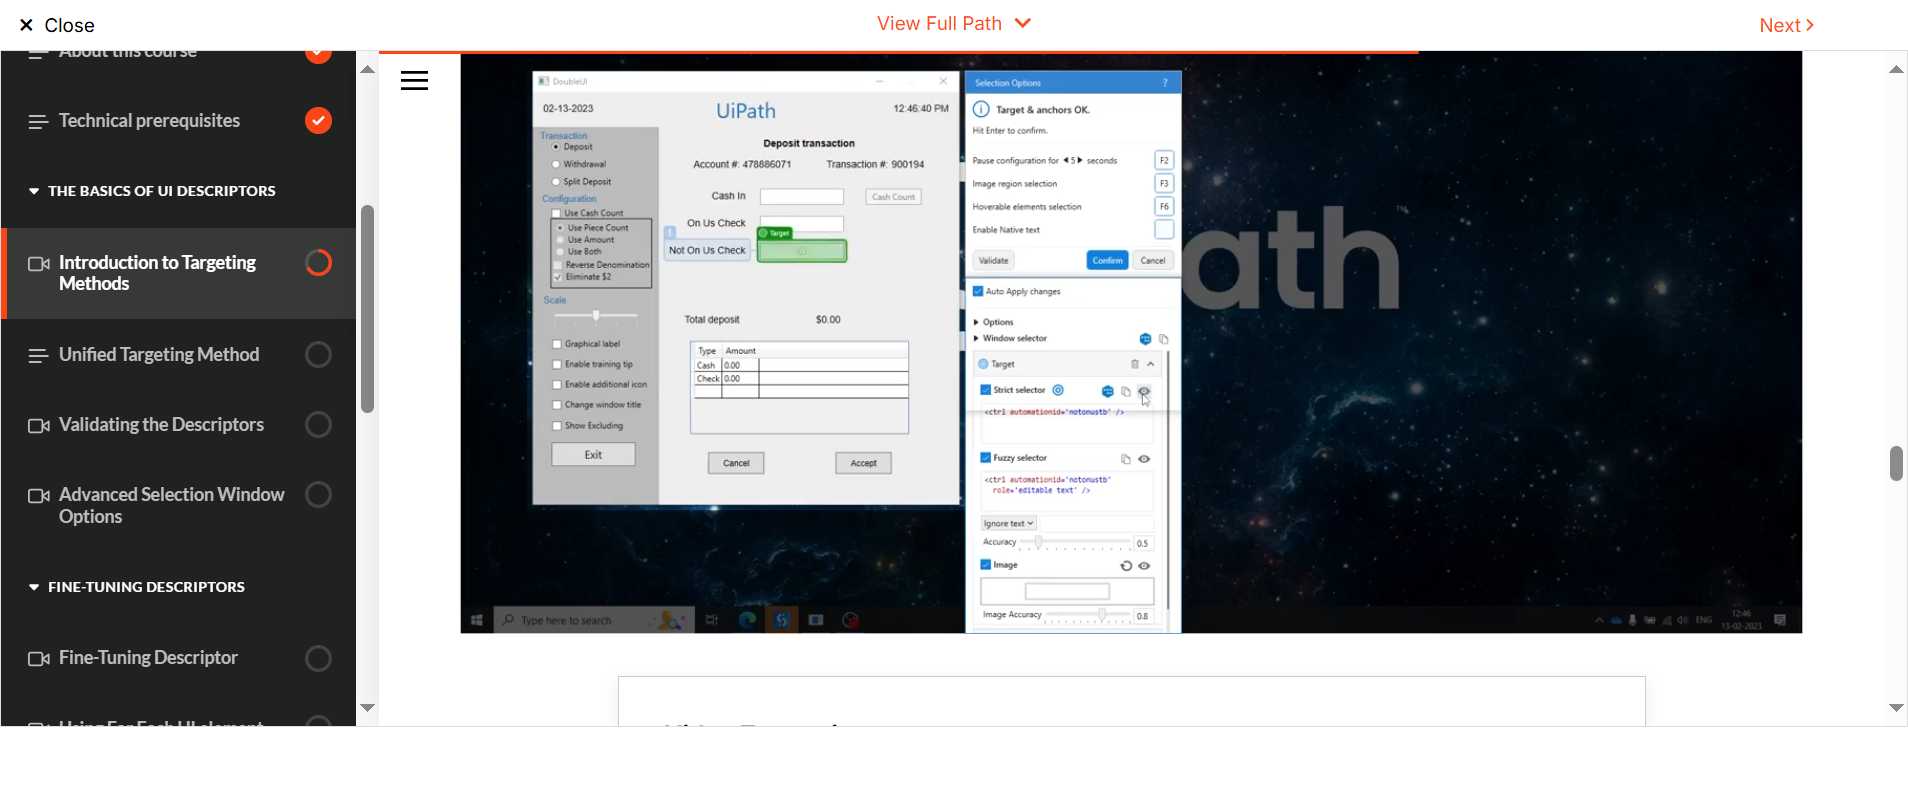 × Close
View Full Path
Next
About this course
Technical prerequisites
THE BASICS OF UI DESCRIPTORS
Introduction to Targeting
Methods
Unified Targeting Method
Validating the Descriptors
Advanced Selection Window
Options
FINE-TUNING DESCRIPTORS
Fine-Tuning Descriptor
Using For Each UI element
DoubleUI
02-13-2023
UiPath
12:46:40 PM
Transaction
Deposit
Withdrawal
Split Deposit
Configuration
Use Cash Count
Use Piece Count
Use Amount
Use Both
Reverse Denomination
Eliminate $2
Scale
Graphical label
Enable training tip
Enable additional icon
Change window title
Show Excluding
Exit
Deposit transaction
Account #: 478886071 Transaction #: 900194
Cash In
Cash Count
On Us Check
Target
Not On Us Check
Total deposit $0.00
Type Amount
Cash 0.00
Check 0.00
Cancel
Accept
Selection Options ?
Target & anchors OK.
Hit Enter to confirm.
Pause configuration for 5 seconds F2
Image region selection F3
Hoverable elements selection F6
Enable Native text
Validate
Confirm
Cancel
Auto Apply changes
Options
Window selector
Target
Strict selector
<ctrl automationid='notonustb' />
Fuzzy selector
<ctrl automationid='notonustb'
role='editable text' />
Ignore text
Accuracy 0.5
Image
Image Accuracy 0.8
ath
™
Type here to search
ENG
12:46
13-02-2023